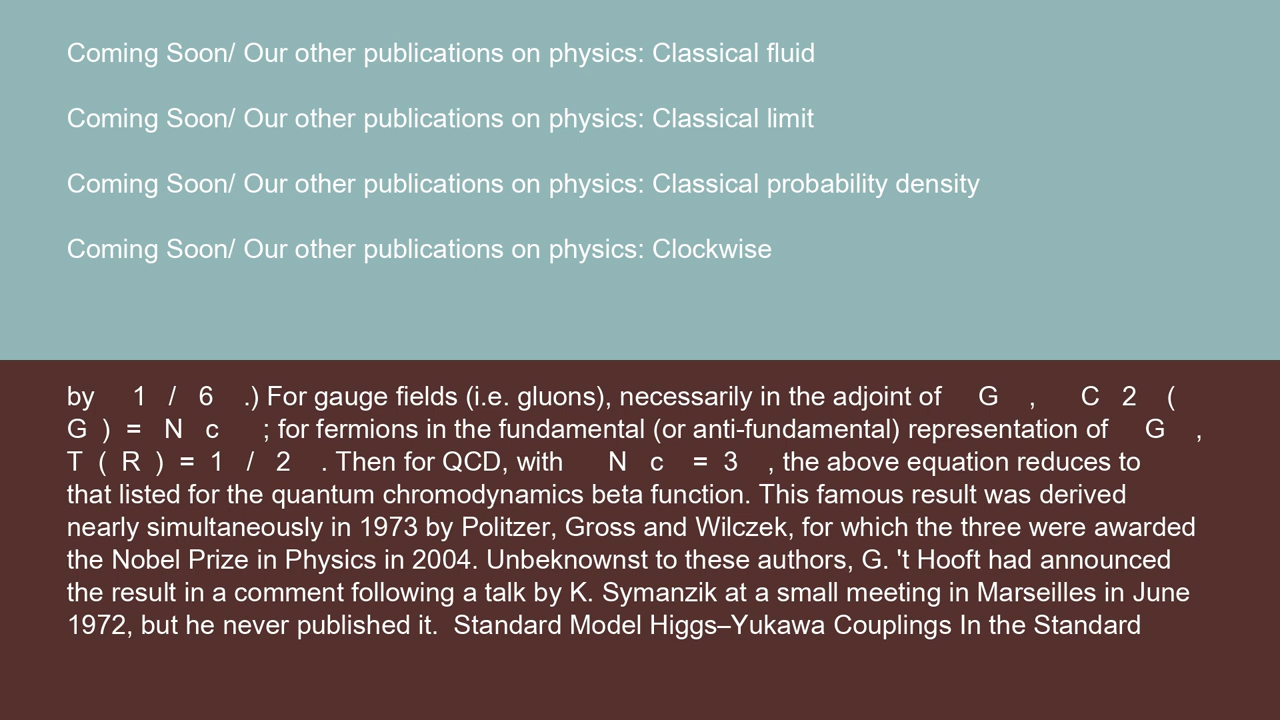 Coming Soon/ Our other publications on physics: Classical fluid
Coming Soon/ Our other publications on physics: Classical limit
Coming Soon/ Our other publications on physics: Classical probability density
Coming Soon/ Our other publications on physics: Clockwise
by 1 / 6 .) For gauge fields (i.e. gluons), necessarily in the adjoint of G , C 2 (
G ) = N c ; for fermions in the fundamental (or anti-fundamental) representation of G ,
T ( R ) = 1 / 2 . Then for QCD, with N c = 3 , the above equation reduces to
that listed for the quantum chromodynamics beta function. This famous result was derived
nearly simultaneously in 1973 by Politzer, Gross and Wilczek, for which the three were awarded
the Nobel Prize in Physics in 2004. Unbeknownst to these authors, G. 't Hooft had announced
the result in a comment following a talk by K. Symanzik at a small meeting in Marseilles in June
1972, but he never published it. Standard Model Higgs–Yukawa Couplings In the Standard